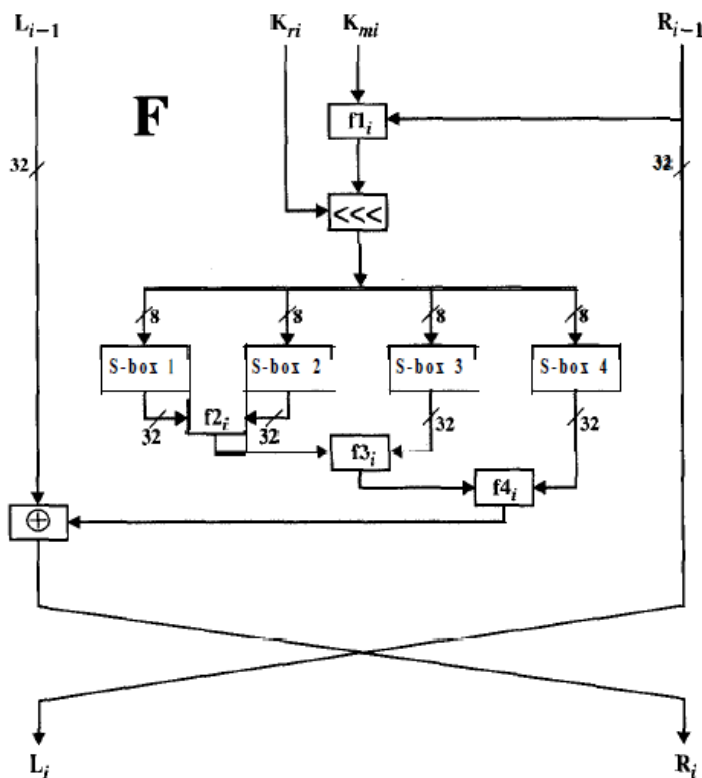 L_{i-1} K_{ri} K_{mi} R_{i-1}
F
f1_i
32 32
<<<
8 8 8 8
S-box 1 S-box 2 S-box 3 S-box 4
f2_i
32 32 32 32
f3_i
f4_i
⊕
L_i R_i